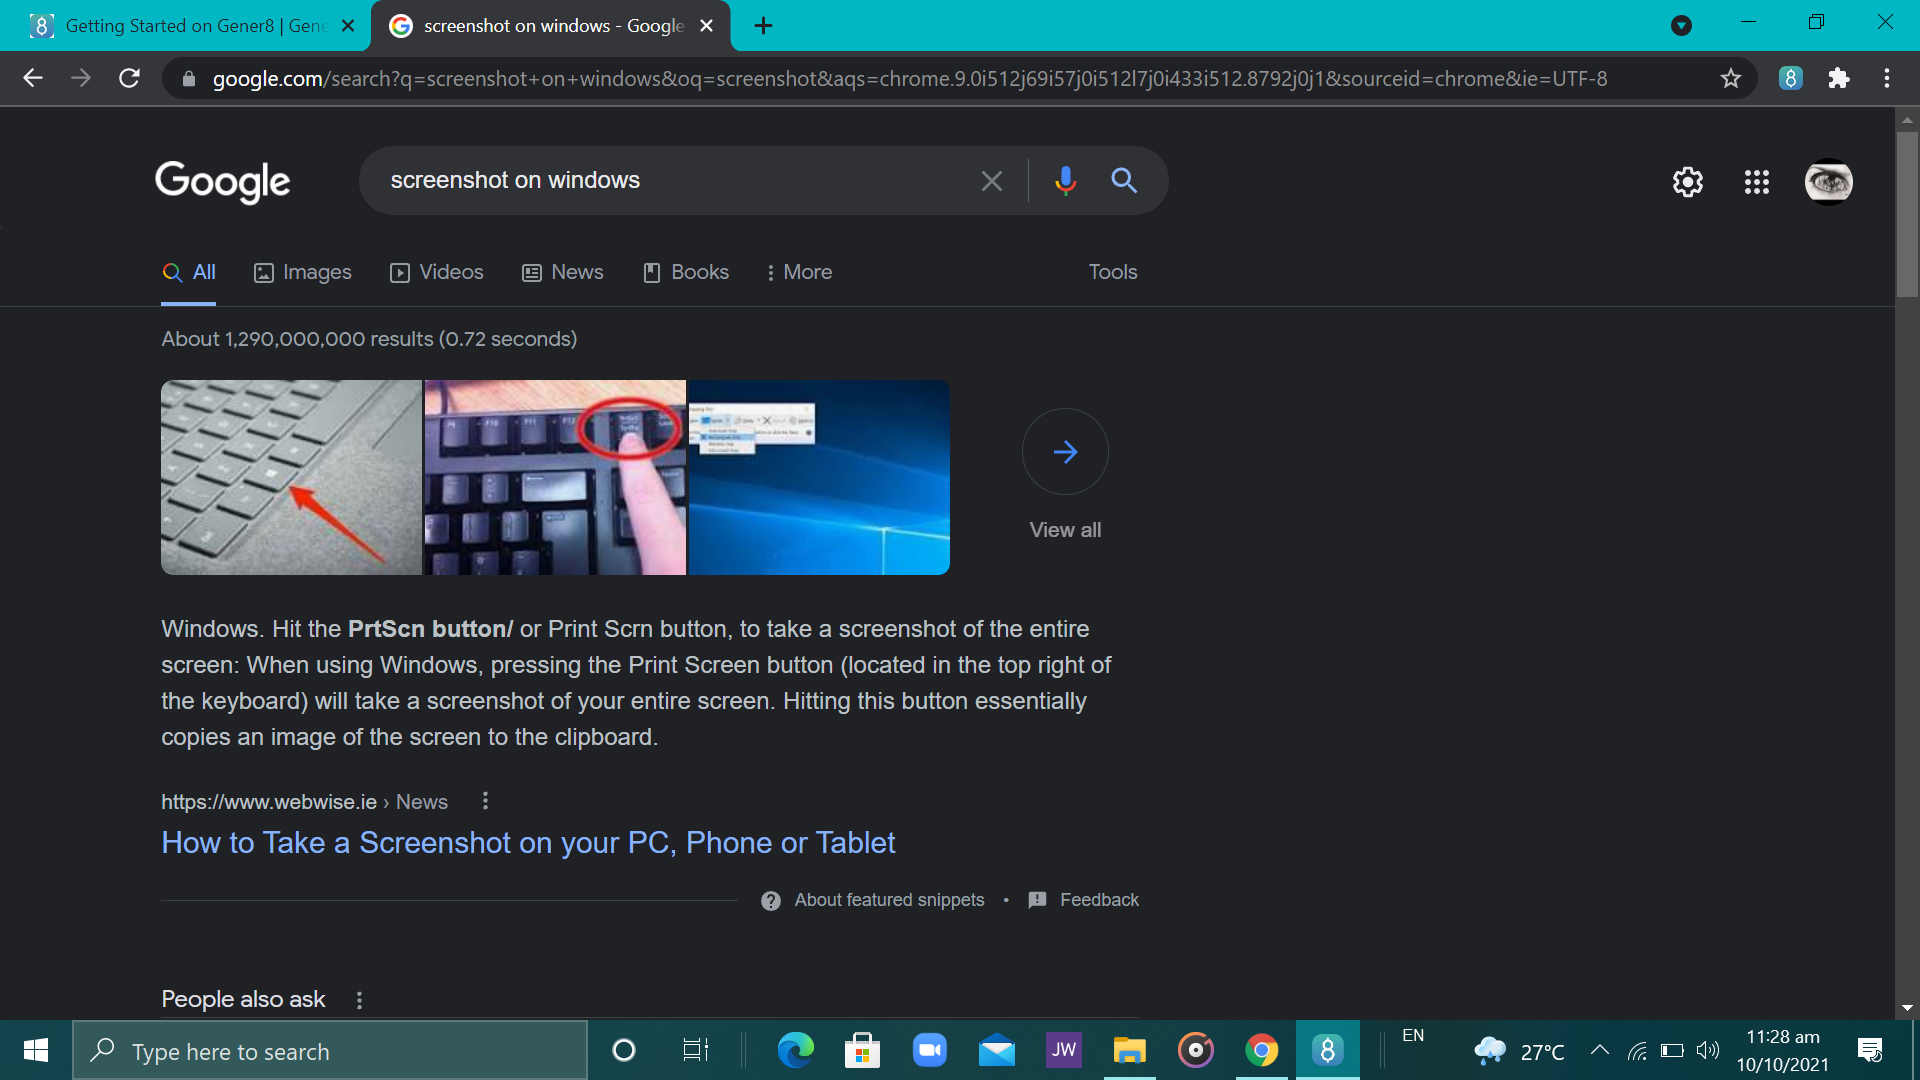 Getting Started on Gener8 | Gene
screenshot on windows - Google
google.com/search?q=screenshot+on+windows&oq=screenshot&aqs=chrome.9.0i512j69i57j0i512l7j0i433i512.8792j0j1&sourceid=chrome&ie=UTF-8
Google
screenshot on windows
All
Images
Videos
News
Books
More
Tools
About 1,290,000,000 results (0.72 seconds)
F10
F11
F12
View all
Windows. Hit the PrtScn button/ or Print Scrn button, to take a screenshot of the entire
screen: When using Windows, pressing the Print Screen button (located in the top right of
the keyboard) will take a screenshot of your entire screen. Hitting this button essentially
copies an image of the screen to the clipboard.
https://www.webwise.ie › News
How to Take a Screenshot on your PC, Phone or Tablet
About featured snippets • Feedback
People also ask
Type here to search
JW
8
EN
27°C
11:28 am
10/10/2021